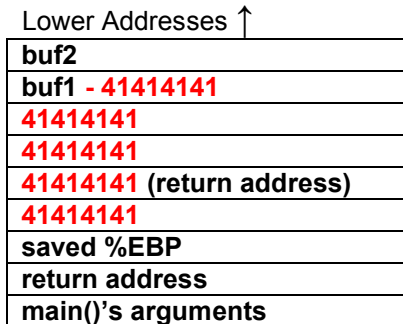 Lower Addresses ↑
buf2
buf1 - 41414141
41414141
41414141
41414141 (return address)
41414141
saved %EBP
return address
main()'s arguments